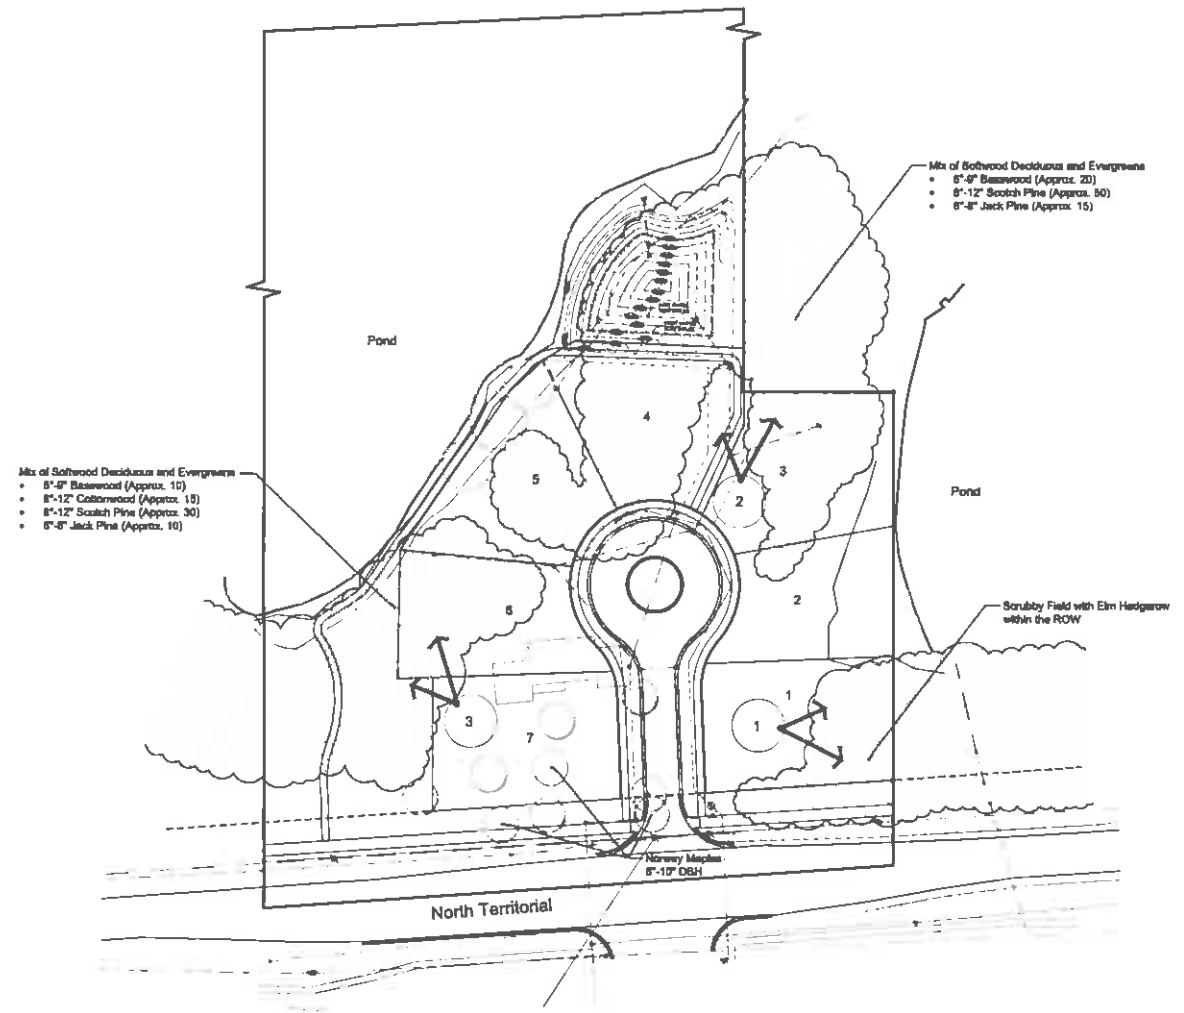 Mix of Softwood Deciduous and Evergreens
• 6"-9" Basswood (Approx. 20)
• 8"-12" Scotch Pine (Approx. 50)
• 6"-8" Jack Pine (Approx. 15)
Pond
4
3
5
2
Mix of Softwood Deciduous and Evergreens
• 6"-9" Basswood (Approx. 10)
• 8"-12" Cottonwood (Approx. 15)
• 8"-12" Scotch Pine (Approx. 30)
• 6"-8" Jack Pine (Approx. 10)
Pond
6
2
Scrubby Field with Elm Hedgerow
within the ROW
1
3
1
7
Norway Maples
8"-10" DBH
North Territorial